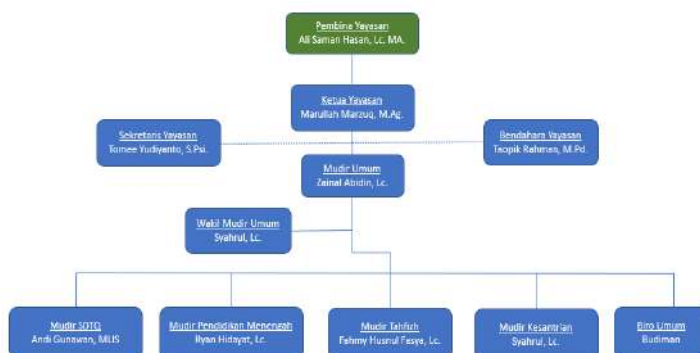 Pembina Yayasan
Ali Saman Hasan, Lc. MA.
Ketua Yayasan
Marullah Marzuq, M.Ag.
Sekretaris Yayasan
Tomee Yudiyanto, S.Psi.
Bendahara Yayasan
Taopik Rahman, M.Pd.
Mudir Umum
Zainal Abidin, Lc.
Wakil Mudir Umum
Syahrul, Lc.
Mudir SDTQ
Andi Gunawan, MIIS
Mudir Pendidikan Menengah
Ryan Hidayat, Lc.
Mudir Tahfizh
Fahmy Husnul Fasya, Lc.
Mudir Kesantrian
Syahrul, Lc.
Biro Umum
Budiman